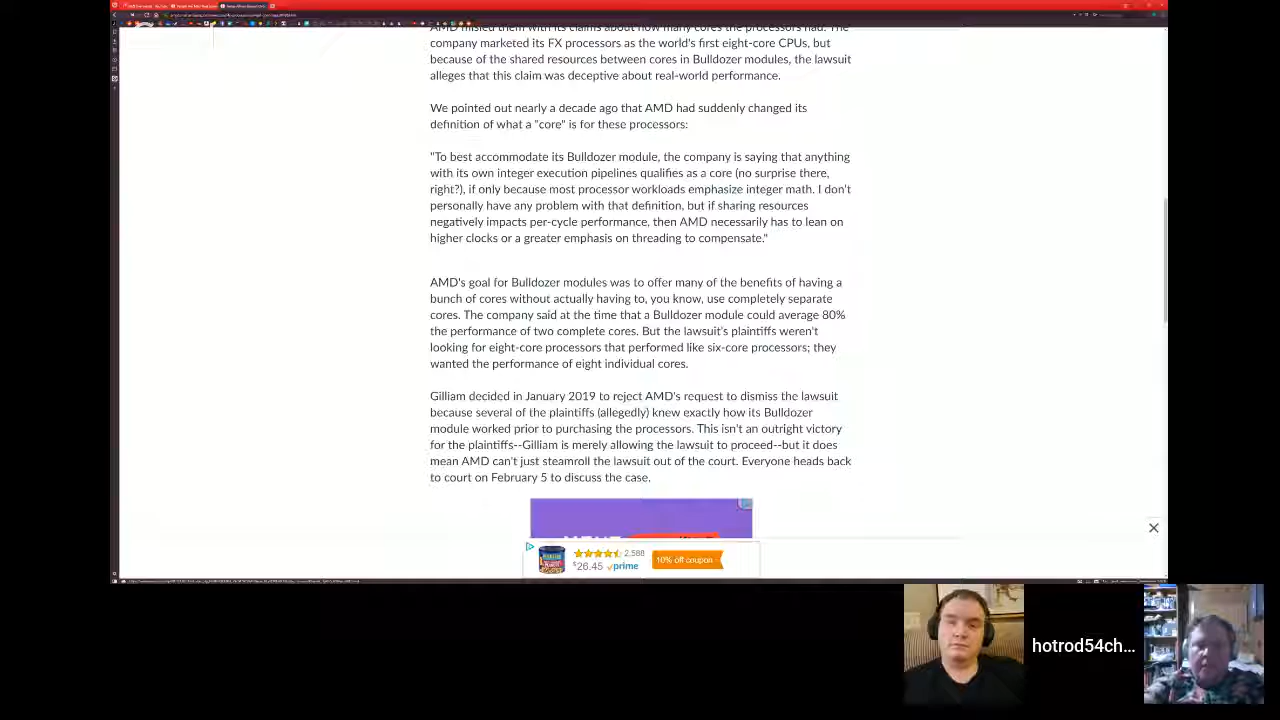 AMD misled them with its claims about how many cores the processors had. The
company marketed its FX processors as the world's first eight-core CPUs, but
because of the shared resources between cores in Bulldozer modules, the lawsuit
alleges that this claim was deceptive about real-world performance.
We pointed out nearly a decade ago that AMD had suddenly changed its
definition of what a "core" is for these processors:
"To best accommodate its Bulldozer module, the company is saying that anything
with its own integer execution pipelines qualifies as a core (no surprise there,
right?), if only because most processor workloads emphasize integer math. I don't
personally have any problem with that definition, but if sharing resources
negatively impacts per-cycle performance, then AMD necessarily has to lean on
higher clocks or a greater emphasis on threading to compensate."
AMD's goal for Bulldozer modules was to offer many of the benefits of having a
bunch of cores without actually having to, you know, use completely separate
cores. The company said at the time that a Bulldozer module could average 80%
the performance of two complete cores. But the lawsuit's plaintiffs weren't
looking for eight-core processors that performed like six-core processors; they
wanted the performance of eight individual cores.
Gilliam decided in January 2019 to reject AMD's request to dismiss the lawsuit
because several of the plaintiffs (allegedly) knew exactly how its Bulldozer
module worked prior to purchasing the processors. This isn't an outright victory
for the plaintiffs--Gilliam is merely allowing the lawsuit to proceed--but it does
mean AMD can't just steamroll the lawsuit out of the court. Everyone heads back
to court on February 5 to discuss the case.
2,588
$26.45 prime
10% off coupon
hotrod54ch...